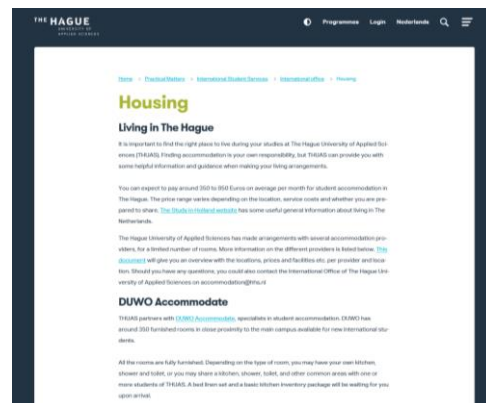 THE HAGUE
UNIVERSITY OF
APPLIED SCIENCES
Programmes Login Nederlands
Home > Practical Matters > International Student Services > International office > Housing
Housing
Living in The Hague
It is important to find the right place to live during your studies at The Hague University of Applied Sci-
ences (THUAS). Finding accommodation is your own responsibility, but THUAS can provide you with
some helpful information and guidance when making your living arrangements.
You can expect to pay around 350 to 950 Euros on average per month for student accommodation in
The Hague. The price range varies depending on the location, service costs and whether you are pre-
pared to share. The Study in Holland website has some useful general information about living in The
Netherlands.
The Hague University of Applied Sciences has made arrangements with several accommodation pro-
viders, for a limited number of rooms. More information on the different providers is listed below. This
document will give you an overview with the locations, prices and facilities etc. per provider and loca-
tion. Should you have any questions, you could also contact the International Office of The Hague Uni-
versity of Applied Sciences on accommodation@hhs.nl
DUWO Accommodate
THUAS partners with DUWO Accommodate, specialists in student accommodation. DUWO has
around 350 furnished rooms in close proximity to the main campus available for new international stu-
dents.
All the rooms are fully furnished. Depending on the type of room, you may have your own kitchen,
shower and toilet, or you may share a kitchen, shower, toilet, and other common areas with one or
more students of THUAS. A bed linen set and a basic kitchen inventory package will be waiting for you
upon arrival.